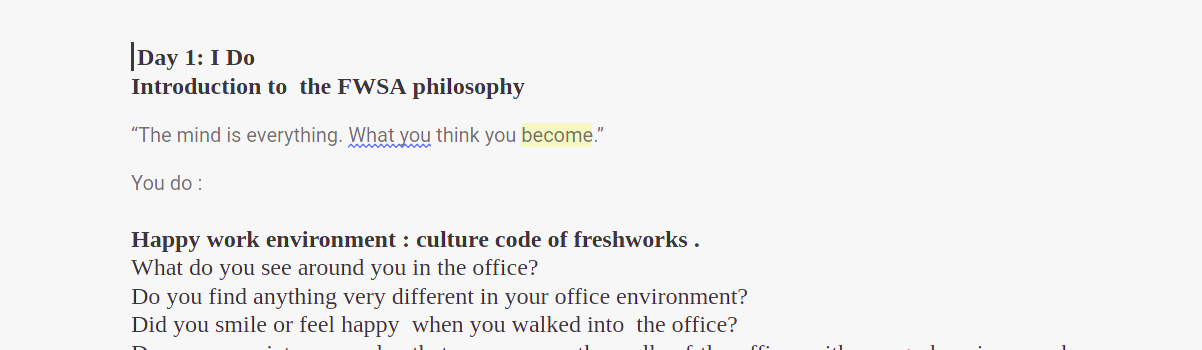 Day 1: I Do
Introduction to  the FWSA philosophy
“The mind is everything. What you think you become.”
You do :
Happy work environment : culture code of freshworks .
What do you see around you in the office?
Do you find anything very different in your office environment?
Did you smile or feel happy  when you walked into  the office?